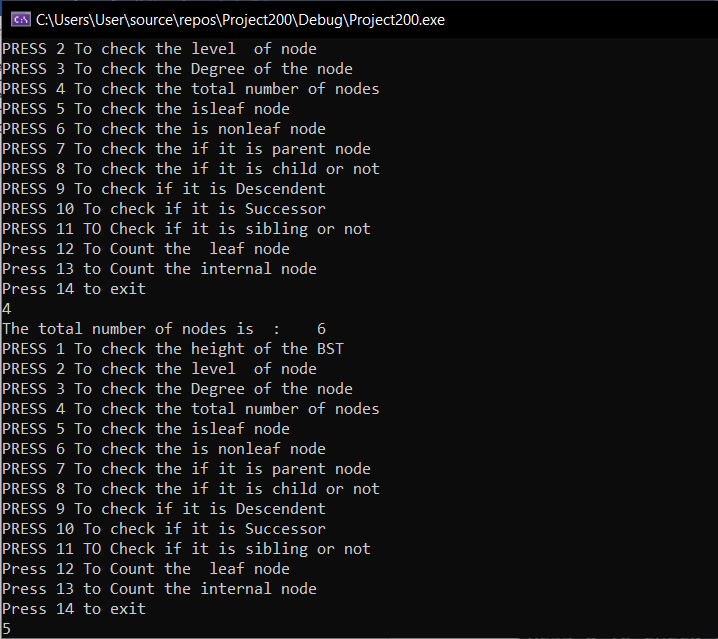 C:\Users\User\source\repos\Project200\Debug\Project200.exe
PRESS 2 To check the level  of node
PRESS 3 To check the Degree of the node
PRESS 4 To check the total number of nodes
PRESS 5 To check the isleaf node
PRESS 6 To check the is nonleaf node
PRESS 7 To check the if it is parent node
PRESS 8 To check the if it is child or not
PRESS 9 To check if it is Descendent
PRESS 10 To check if it is Successor
PRESS 11 TO Check if it is sibling or not
Press 12 To Count the  leaf node
Press 13 to Count the internal node
Press 14 to exit
4
The total number of nodes is  :    6
PRESS 1 To check the height of the BST
PRESS 2 To check the level  of node
PRESS 3 To check the Degree of the node
PRESS 4 To check the total number of nodes
PRESS 5 To check the isleaf node
PRESS 6 To check the is nonleaf node
PRESS 7 To check the if it is parent node
PRESS 8 To check the if it is child or not
PRESS 9 To check if it is Descendent
PRESS 10 To check if it is Successor
PRESS 11 TO Check if it is sibling or not
Press 12 To Count the  leaf node
Press 13 to Count the internal node
Press 14 to exit
5